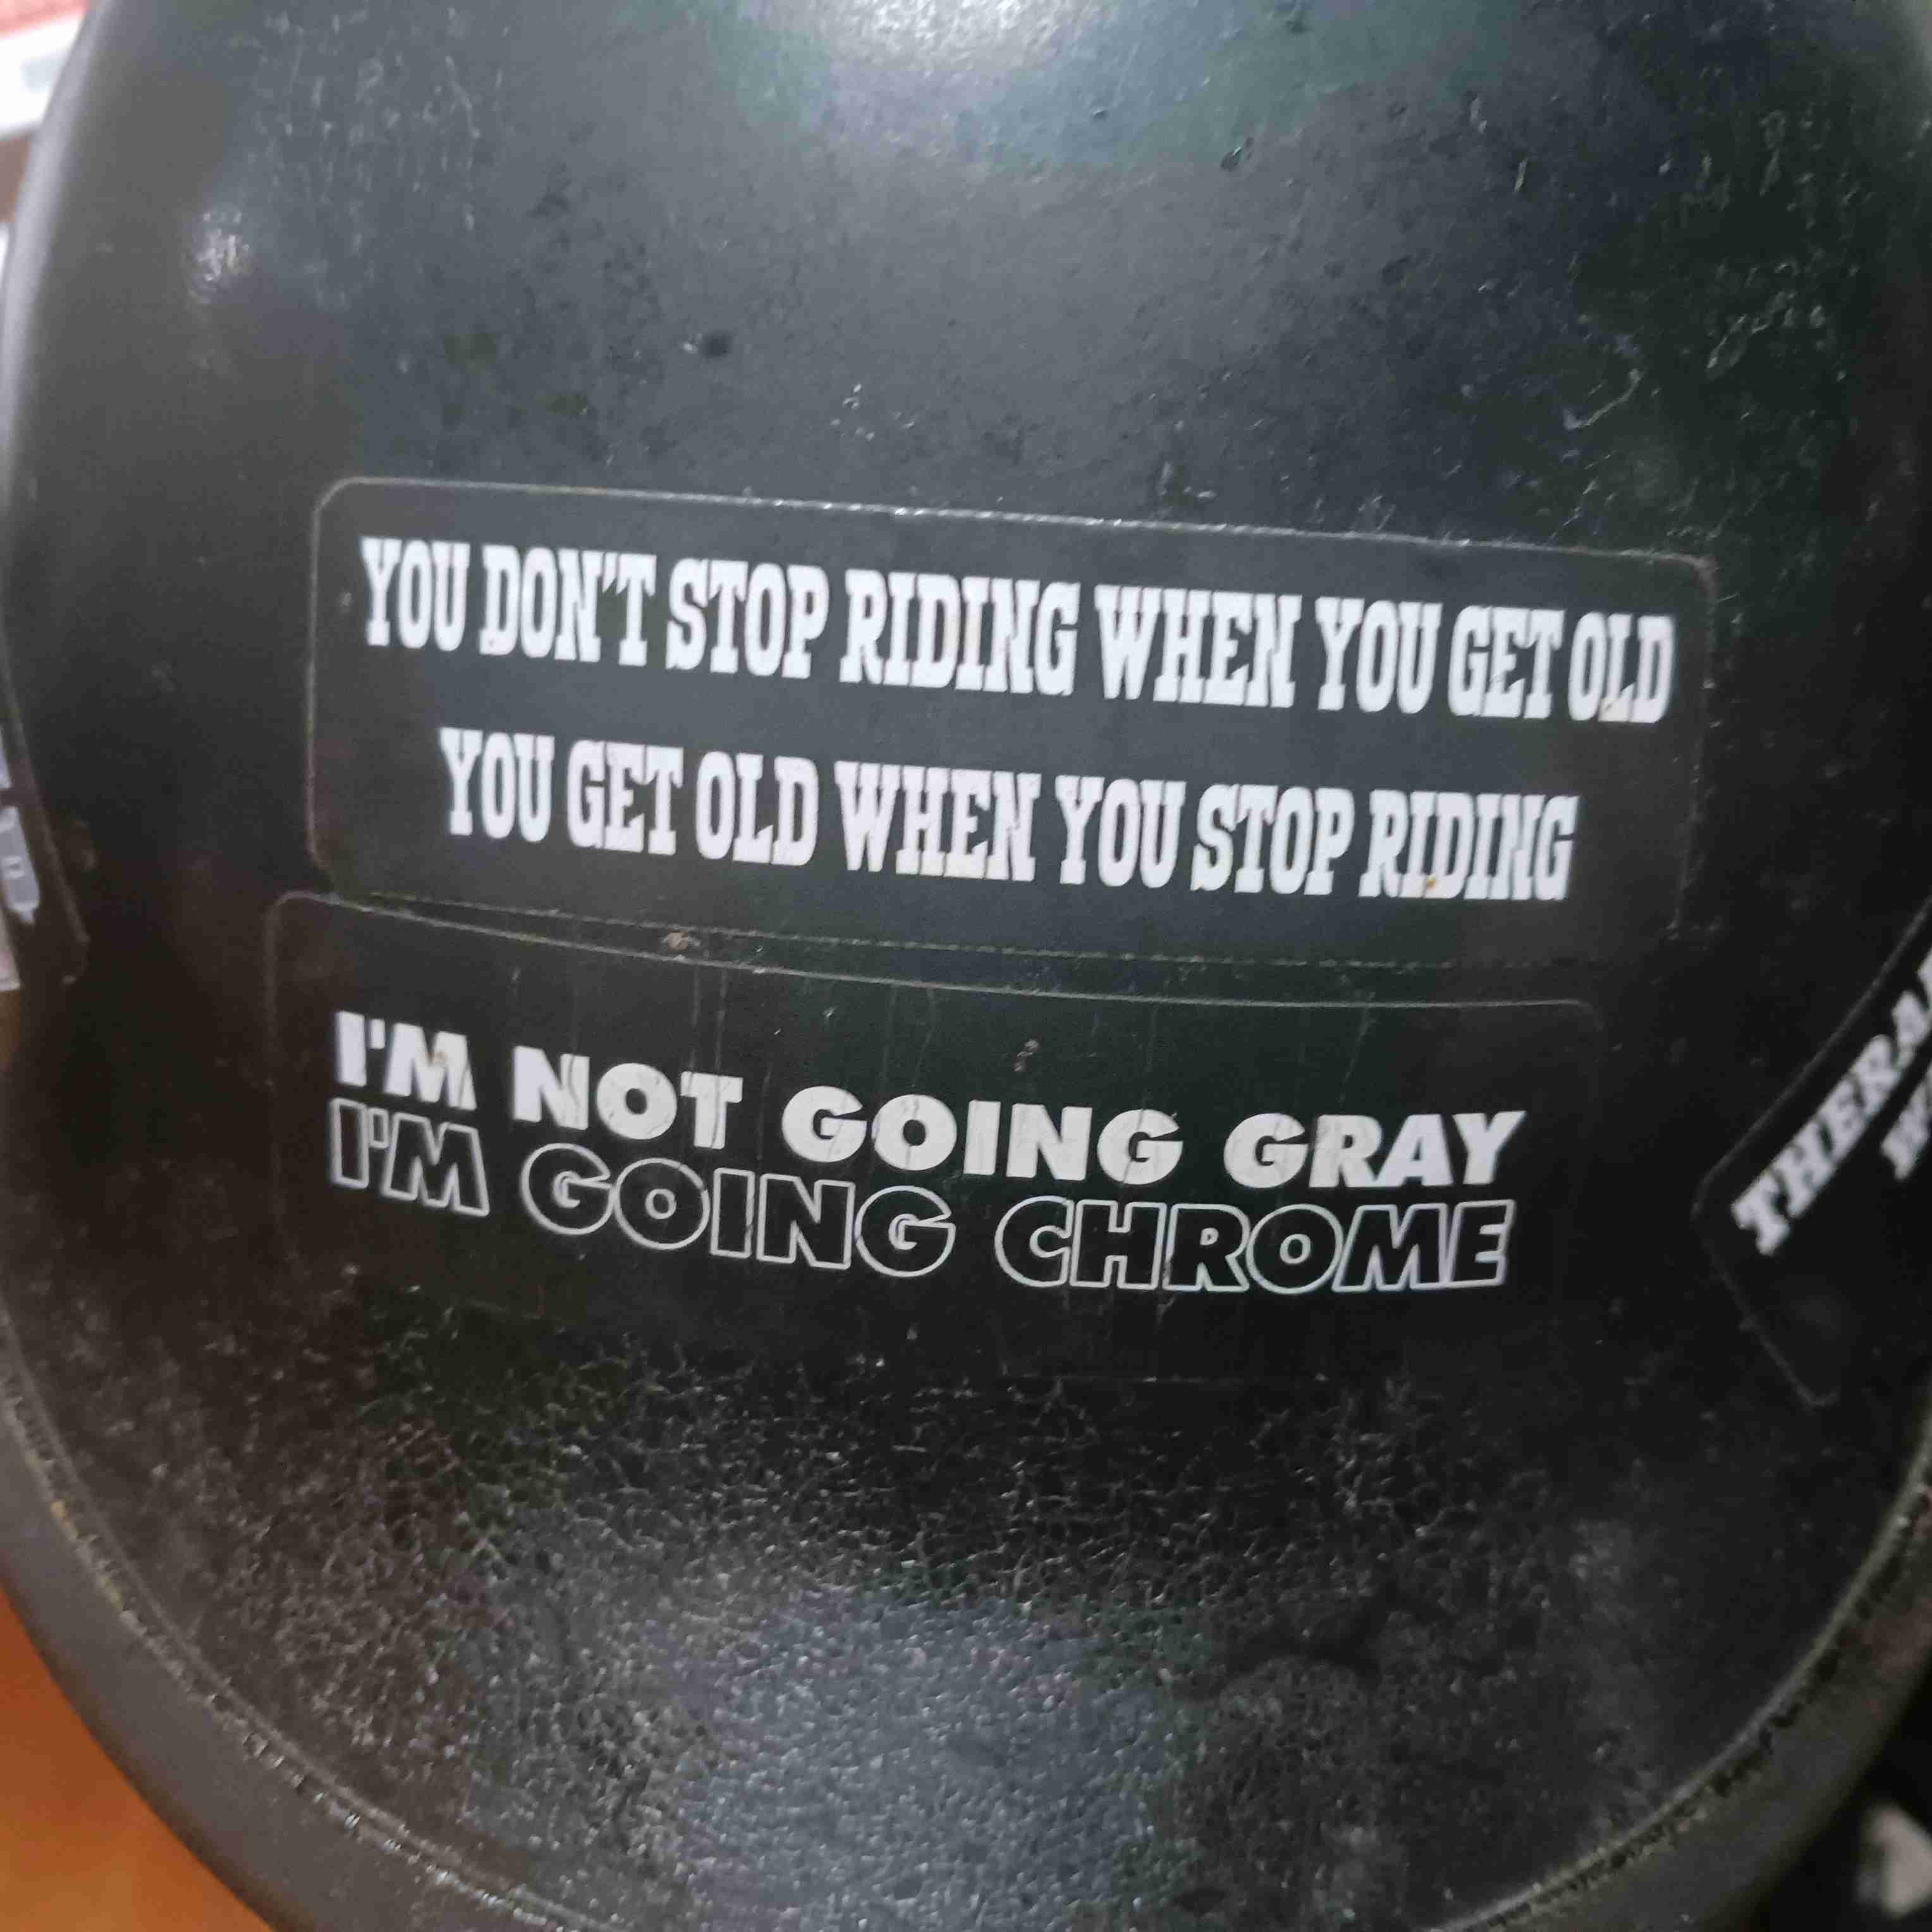 YOU DON'T STOP RIDING WHEN YOU GET OLD
YOU GET OLD WHEN YOU STOP RIDING
I'M NOT GOING GRAY
I'M GOING CHROME